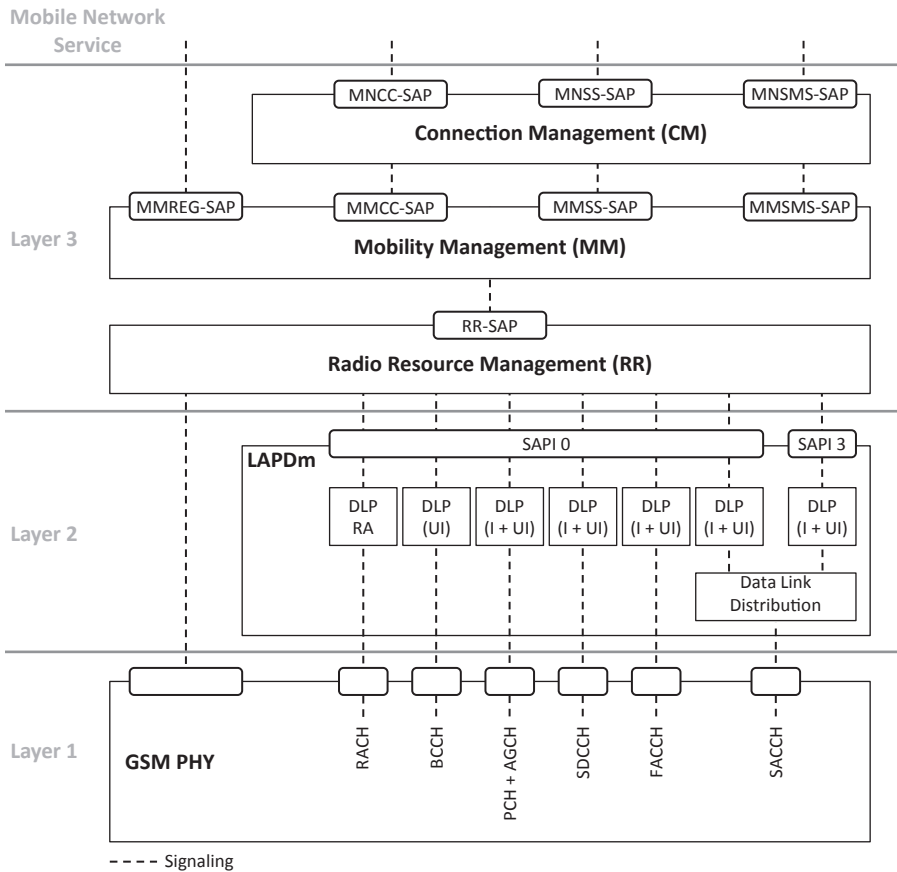 Mobile Network
Service
MNCC-SAP
MNSS-SAP
MNSMS-SAP
Connection Management (CM)
MMREG-SAP
MMCC-SAP
MMSS-SAP
MMSMS-SAP
Layer 3
Mobility Management (MM)
RR-SAP
Radio Resource Management (RR)
SAPI 0
SAPI 3
LAPDm
DLP
RA
DLP
(UI)
DLP
(I + UI)
DLP
(I + UI)
DLP
(I + UI)
DLP
(I + UI)
DLP
(I + UI)
Layer 2
Data Link
Distribution
Layer 1
GSM PHY
RACH
BCCH
PCH + AGCH
SDCCH
FACCH
SACCH
Signaling